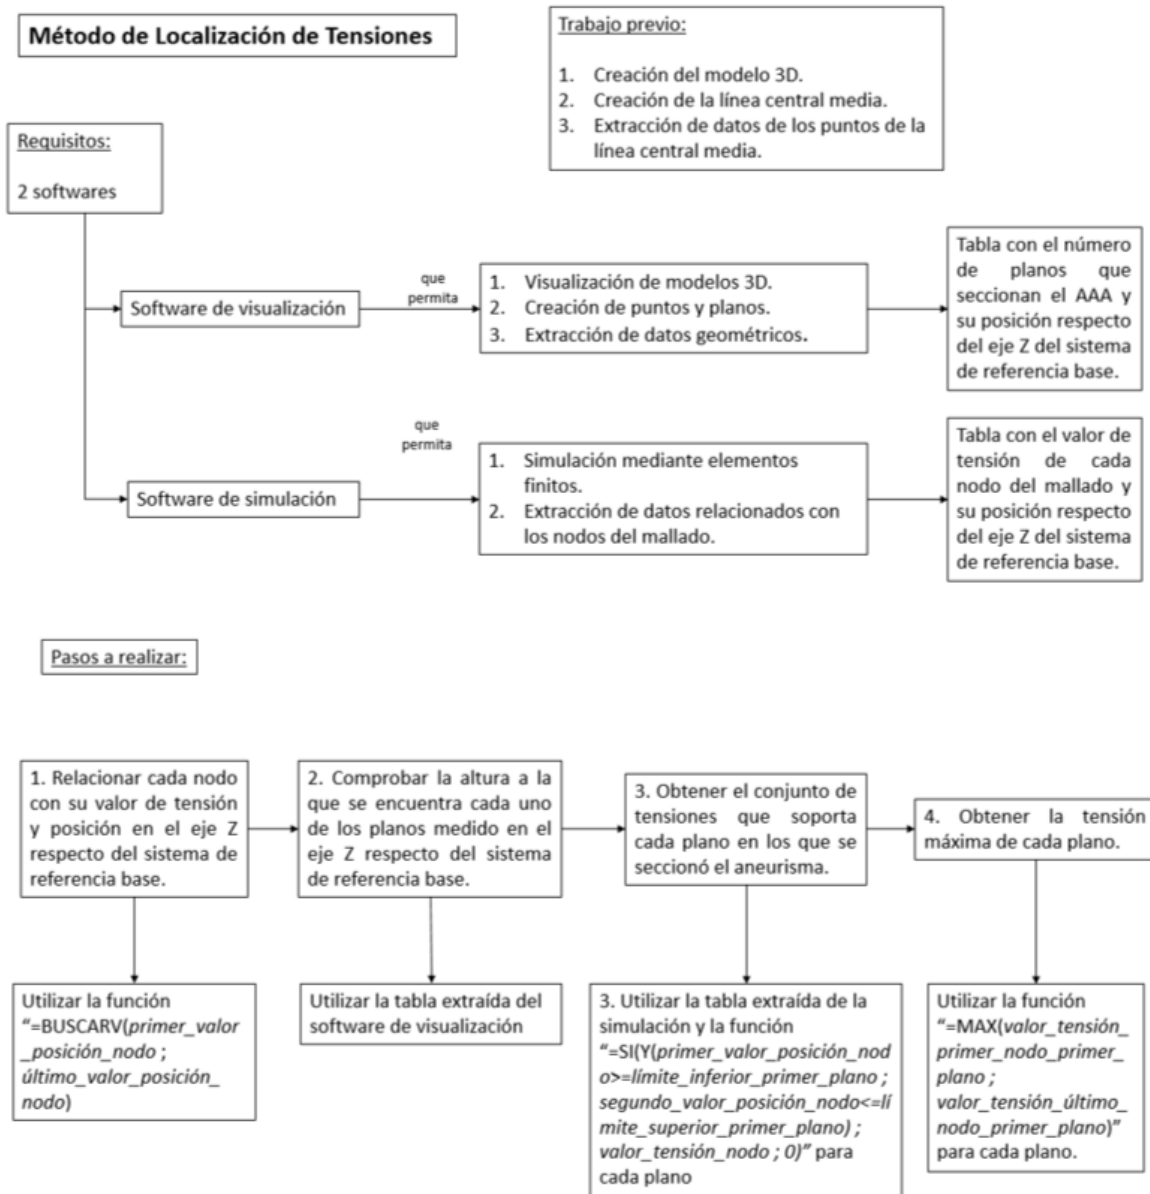 Método de Localización de Tensiones
Trabajo previo:
1. Creación del modelo 3D.
2. Creación de la línea central media.
3. Extracción de datos de los puntos de la
línea central media.
Requisitos:
2 softwares
Software de visualización
que
permita
1. Visualización de modelos 3D.
2. Creación de puntos y planos.
3. Extracción de datos geométricos.
Tabla con el número
de planos que
seccionan el AAA y
su posición respecto
del eje Z del sistema
de referencia base.
Software de simulación
que
permita
1. Simulación mediante elementos
finitos.
2. Extracción de datos relacionados con
los nodos del mallado.
Tabla con el valor de
tensión de cada
nodo del mallado y
su posición respecto
del eje Z del sistema
de referencia base.
Pasos a realizar:
1. Relacionar cada nodo
con su valor de tensión
y posición en el eje Z
respecto del sistema de
referencia base.
2. Comprobar la altura a la
que se encuentra cada uno
de los planos medido en el
eje Z respecto del sistema
de referencia base.
3. Obtener el conjunto de
tensiones que soporta
cada plano en los que se
seccionó el aneurisma.
4. Obtener la tensión
máxima de cada plano.
Utilizar la función
“=BUSCARV(primer_valor
_posición_nodo ;
último_valor_posición_
nodo)
Utilizar la tabla extraída del
software de visualización
3. Utilizar la tabla extraída de la
simulación y la función
“=SI(Y(primer_valor_posición_nod
o>=límite_inferior_primer_plano ;
segundo_valor_posición_nodo<=lí
mite_superior_primer_plano) ;
valor_tensión_nodo ; 0)” para
cada plano
Utilizar la función
“=MAX(valor_tensión_
primer_nodo_primer_
plano ;
valor_tensión_último_
nodo_primer_plano)”
para cada plano.